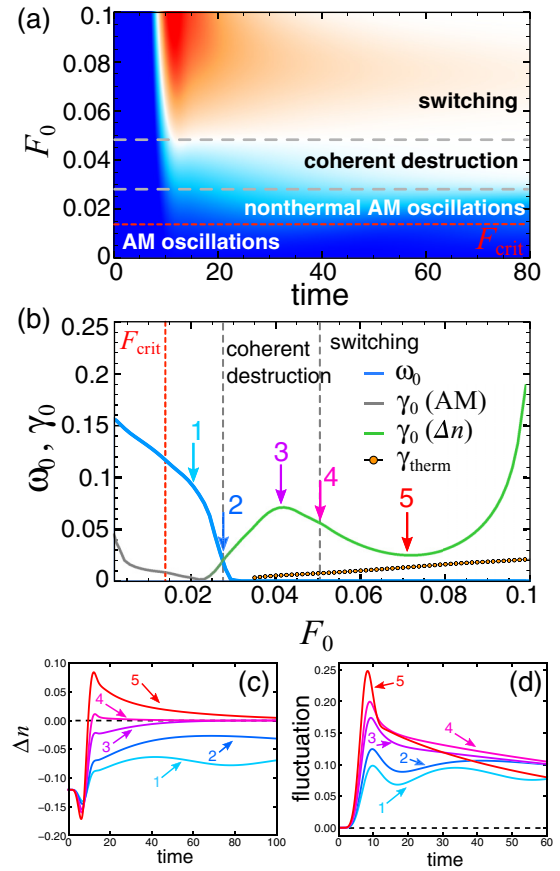 (a)
0.1
0.08
0.06
0.04
0.02
0
F₀
switching
coherent destruction
nonthermal AM oscillations
AM oscillations
F_crit
0 20 40 60 80
time
(b)
0.25
0.20
0.15
0.10
0.05
0
ω₀, γ₀
F_crit
coherent
destruction
switching
ω₀
γ₀ (AM)
γ₀ (Δn)
γ_therm
1
2
3
4
5
0.02 0.04 0.06 0.08 0.1
F₀
(c)
0.10
0.05
0.00
−0.05
−0.10
−0.15
−0.20
Δn
5
4
3
2
1
0 20 40 60 80 100
time
(d)
0.25
0.20
0.15
0.10
0.05
0.00
fluctuation
5
4
3
2
1
0 10 20 30 40 50 60
time